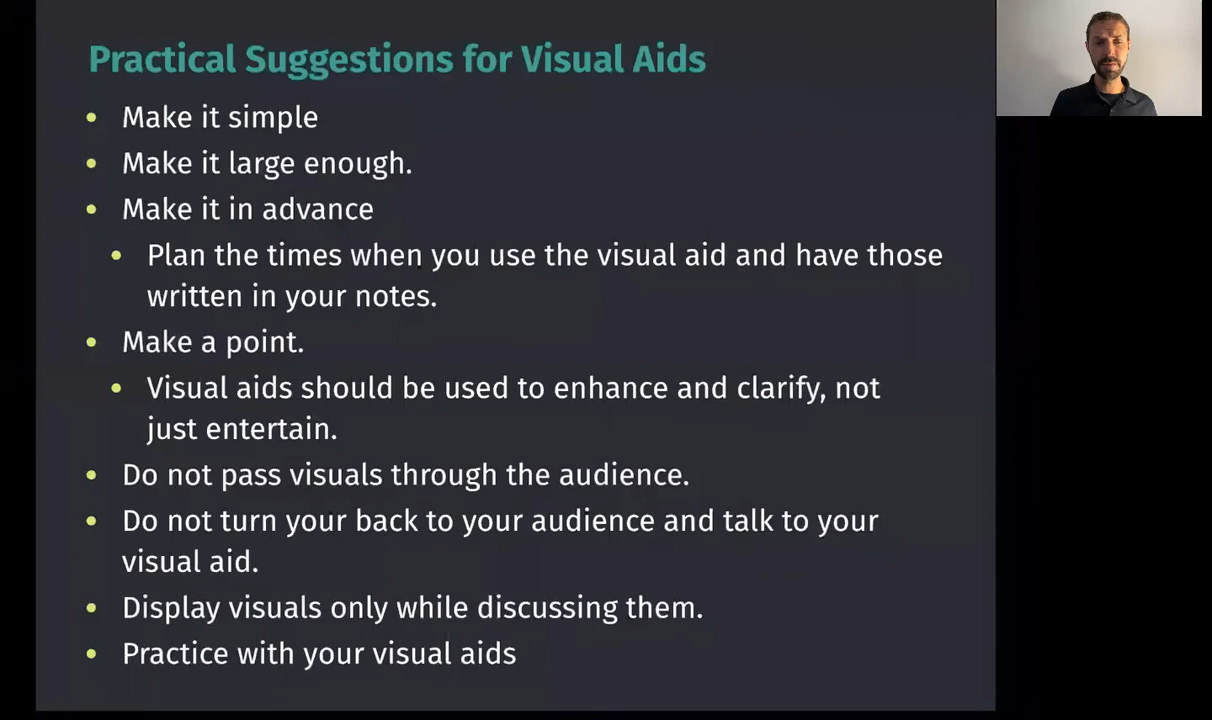 Practical Suggestions for Visual Aids
• Make it simple
• Make it large enough.
• Make it in advance
• Plan the times when you use the visual aid and have those
written in your notes.
• Make a point.
• Visual aids should be used to enhance and clarify, not
just entertain.
• Do not pass visuals through the audience.
• Do not turn your back to your audience and talk to your
visual aid.
• Display visuals only while discussing them.
• Practice with your visual aids